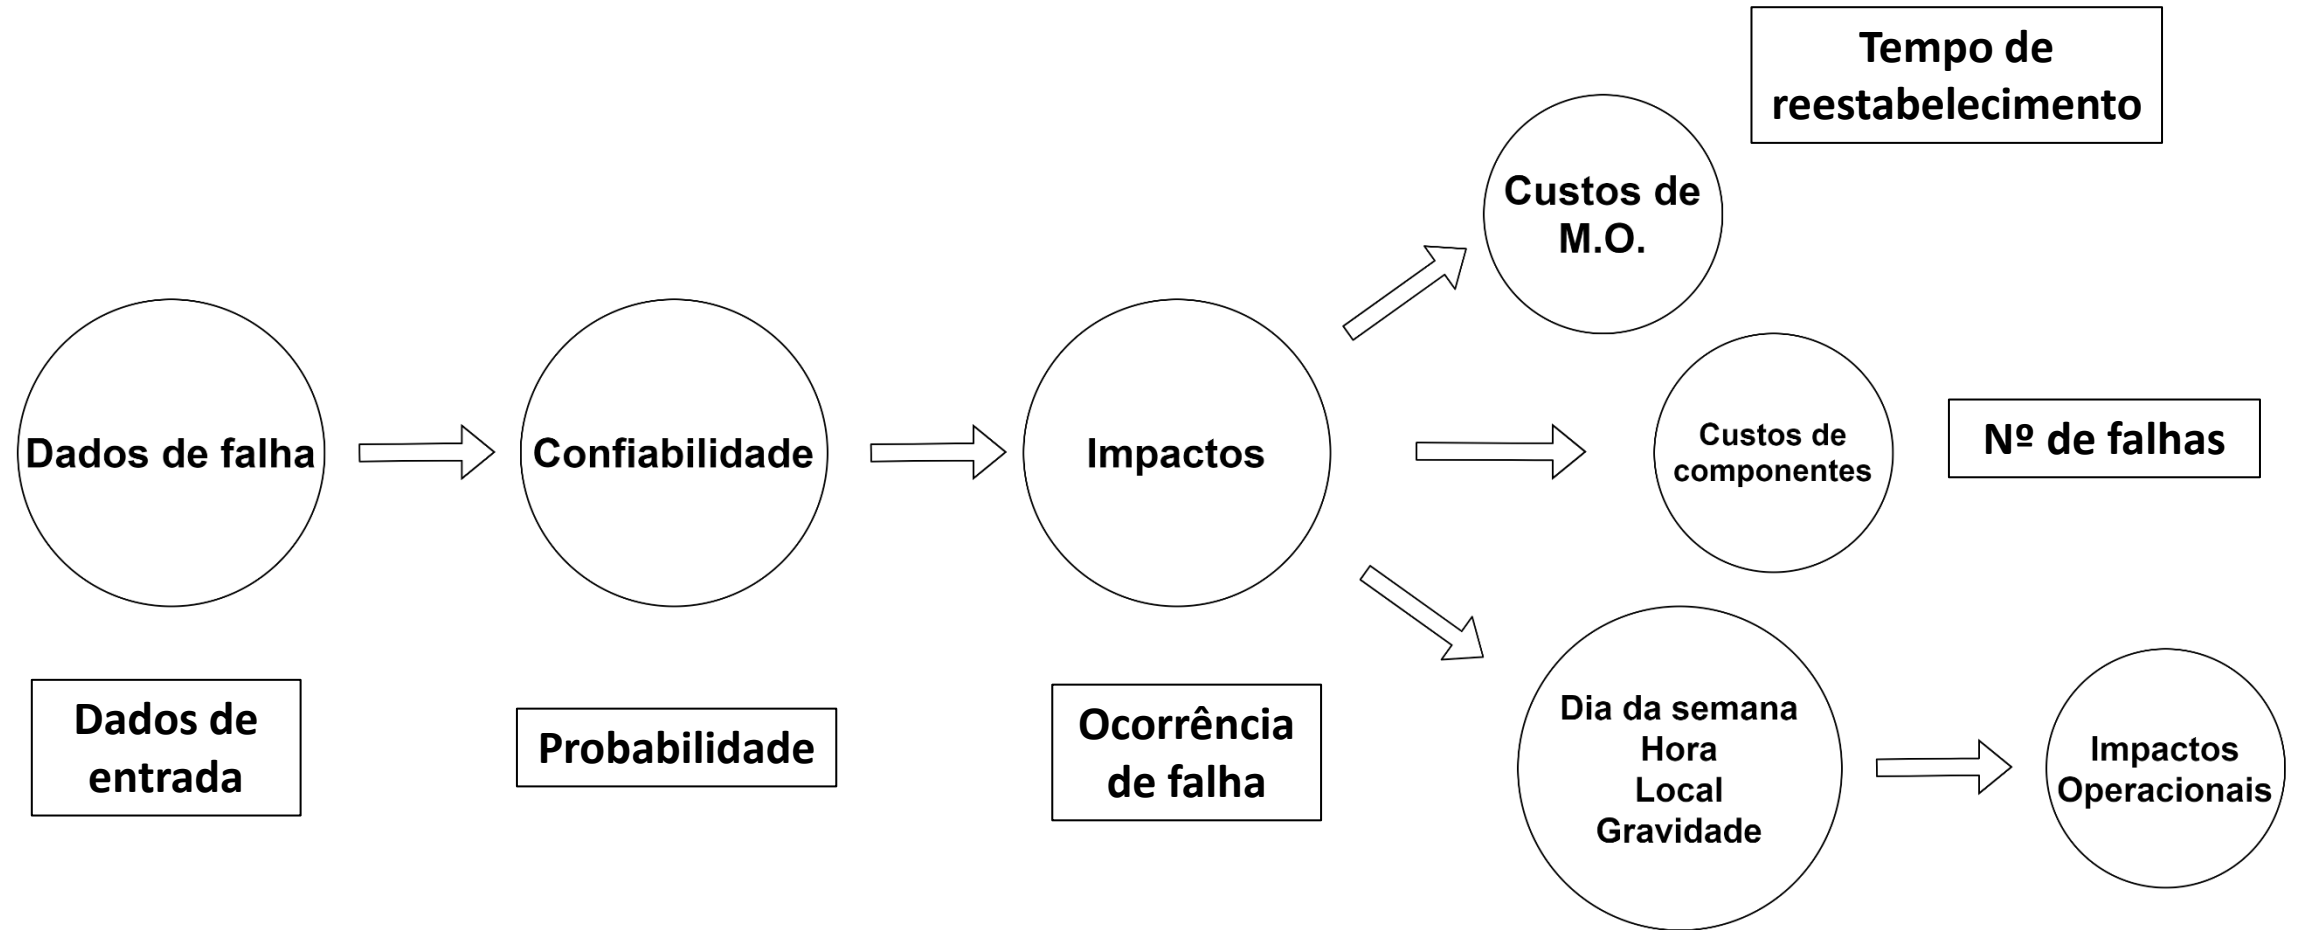 Tempo de
reestabelecimento
Custos de
M.O.
Dados de falha
Confiabilidade
Impactos
Custos de
componentes
Nº de falhas
Dados de
entrada
Probabilidade
Ocorrência
de falha
Dia da semana
Hora
Local
Gravidade
Impactos
Operacionais